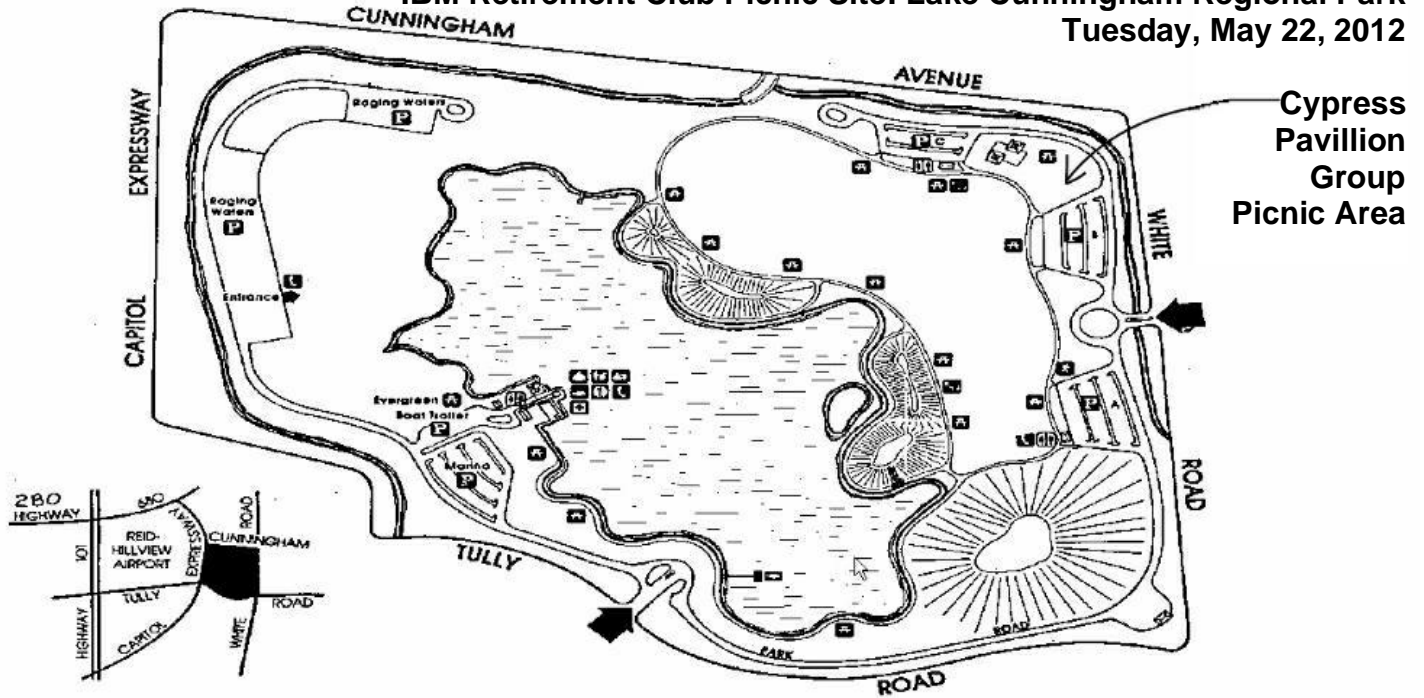 IBM Retirement Club Picnic Site: Lake Cunningham Regional Park
Tuesday, May 22, 2012
CUNNINGHAM
AVENUE
Cypress
Pavillion
Group
Picnic Area
EXPRESSWAY
CAPITOL
Raging Waters
P
Raging
Waters
P
Entrance
P C
P B
WHITE
ROAD
P A
Evergreen
Boat Trailer
P
Marina
P
TULLY
ROAD
PARK
ROAD
280
HIGHWAY
680
EXPRESSWAY
ROAD
CUNNINGHAM
REID-
HILLVIEW
AIRPORT
101
HIGHWAY
TULLY
ROAD
CAPITOL
WHITE